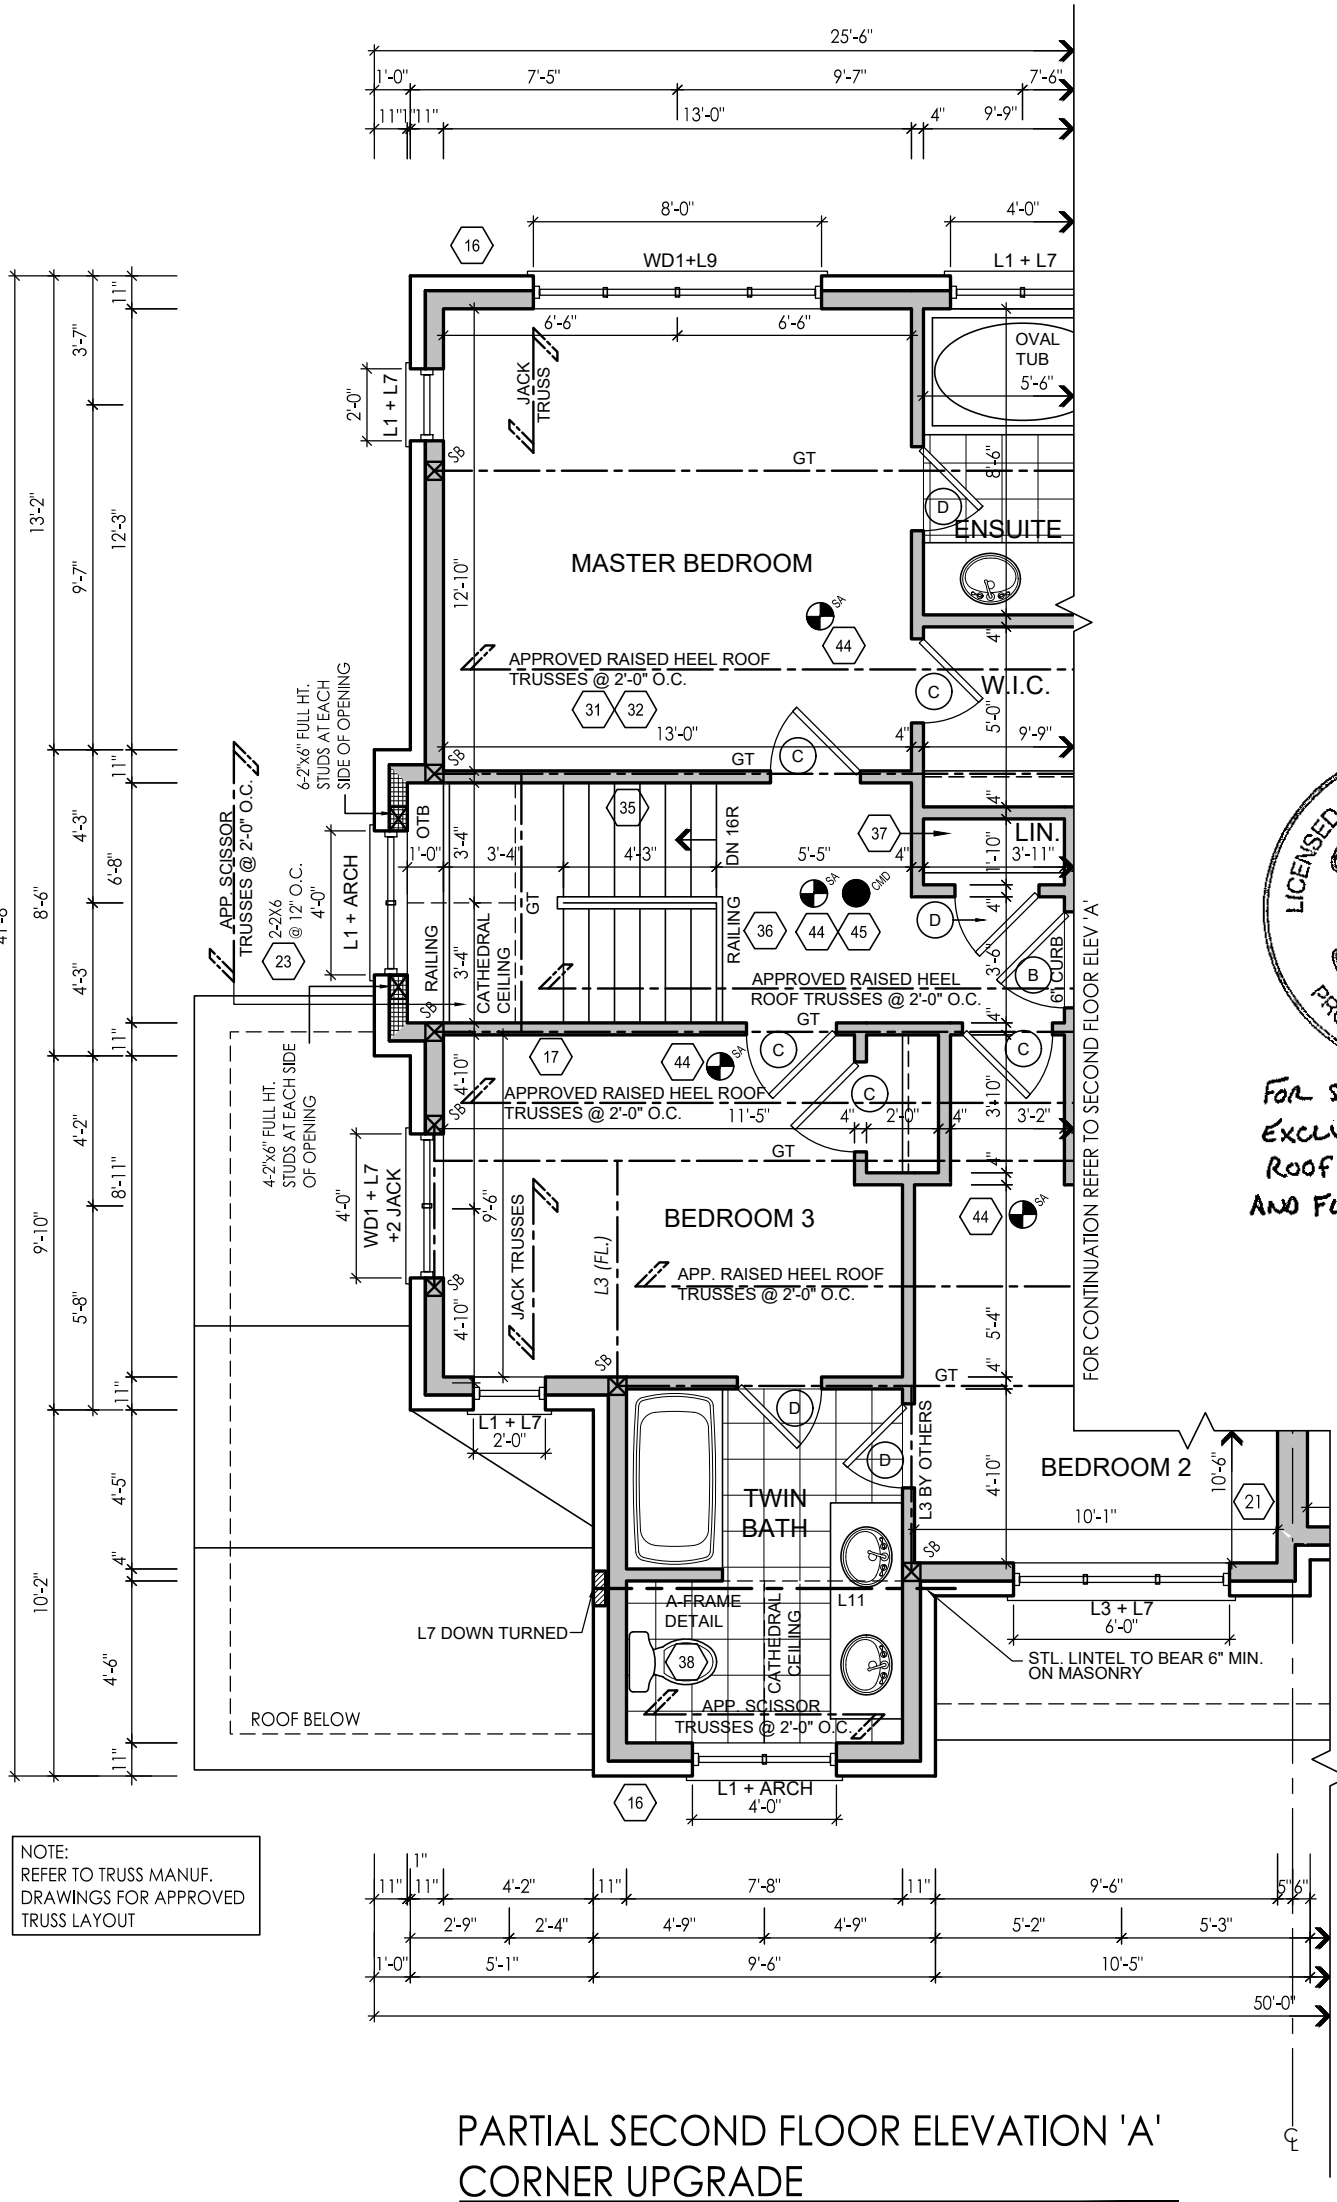 25'-6"
1'-0" 7'-5" 9'-7" 7'-6"
11" 1" 11" 13'-0" 4" 9'-9"
8'-0" 4'-0"
16
WD1+L9 L1 + L7
6'-6" 6'-6"
OVAL
TUB
5'-6"
JACK
TRUSS
2'-0"
L1 + L7
SB
GT
8'-6"
D
ENSUITE
MASTER BEDROOM
12'-10"
SA
44
4"
APPROVED RAISED HEEL ROOF
TRUSSES @ 2'-0" O.C.
31 32
C
W.I.C.
5'-0"
13'-0" 4" 9'-9"
GT
C
SB
11"
3'-7"
13'-2"
12'-3"
9'-7"
11"
4'-3"
6'-8"
8'-6"
4'-3"
11"
4'-2"
8'-11"
9'-10"
5'-8"
11"
4'-5"
4"
10'-2"
4'-6"
11"
6-2"x6" FULL HT.
STUDS AT EACH
SIDE OF OPENING
APP. SCISSOR
TRUSSES @ 2'-0" O.C.
2-2X6
@ 12" O.C.
23
4'-0"
L1 + ARCH
OTB
RAILING
35
DN 16R
37
LIN.
4"
1'-10"
1'-0" 3'-4" 3'-4" 4'-3" 5'-5" 4" 3'-11"
GT
CATHEDRAL
CEILING
3'-4"
RAILING
SA
CMD
36 44 45
D
4"
3'-6"
B
6" CURB
APPROVED RAISED HEEL
ROOF TRUSSES @ 2'-0" O.C.
SB
GT
4"
4-2"x6" FULL HT.
STUDS AT EACH SIDE
OF OPENING
17 44
SA
C
C
C
4'-10"
APPROVED RAISED HEEL ROOF
TRUSSES @ 2'-0" O.C.
SB
11'-5" 4" 2'-0" 4" 3'-2"
3'-10"
GT
4"
4'-0"
WD1 + L7
+2 JACK
9'-6"
BEDROOM 3
44
SA
JACK TRUSSES
L3 (FL.)
APP. RAISED HEEL ROOF
TRUSSES @ 2'-0" O.C.
SB
4'-10"
5'-4"
4"
SB
GT
FOR CONTINUATION REFER TO SECOND FLOOR ELEV 'A'
L1 + L7
2'-0"
D
D
L3 BY OTHERS
4'-10"
BEDROOM 2
10'-6"
21
TWIN
BATH
10'-1"
SB
A-FRAME
DETAIL
L11
L7 DOWN TURNED
38
CATHEDRAL
CEILING
L3 + L7
6'-0"
STL. LINTEL TO BEAR 6" MIN.
ON MASONRY
APP. SCISSOR
TRUSSES @ 2'-0" O.C.
ROOF BELOW
L1 + ARCH
4'-0"
16
NOTE:
REFER TO TRUSS MANUF.
DRAWINGS FOR APPROVED
TRUSS LAYOUT
11" 1" 11" 4'-2" 11" 7'-8" 11" 9'-6" 5" 6"
2'-9" 2'-4" 4'-9" 4'-9" 5'-2" 5'-3"
1'-0" 5'-1" 9'-6" 10'-5"
50'-0"
LICENSED
FOR
ROOF
AND
PARTIAL SECOND FLOOR ELEVATION 'A'
CORNER UPGRADE